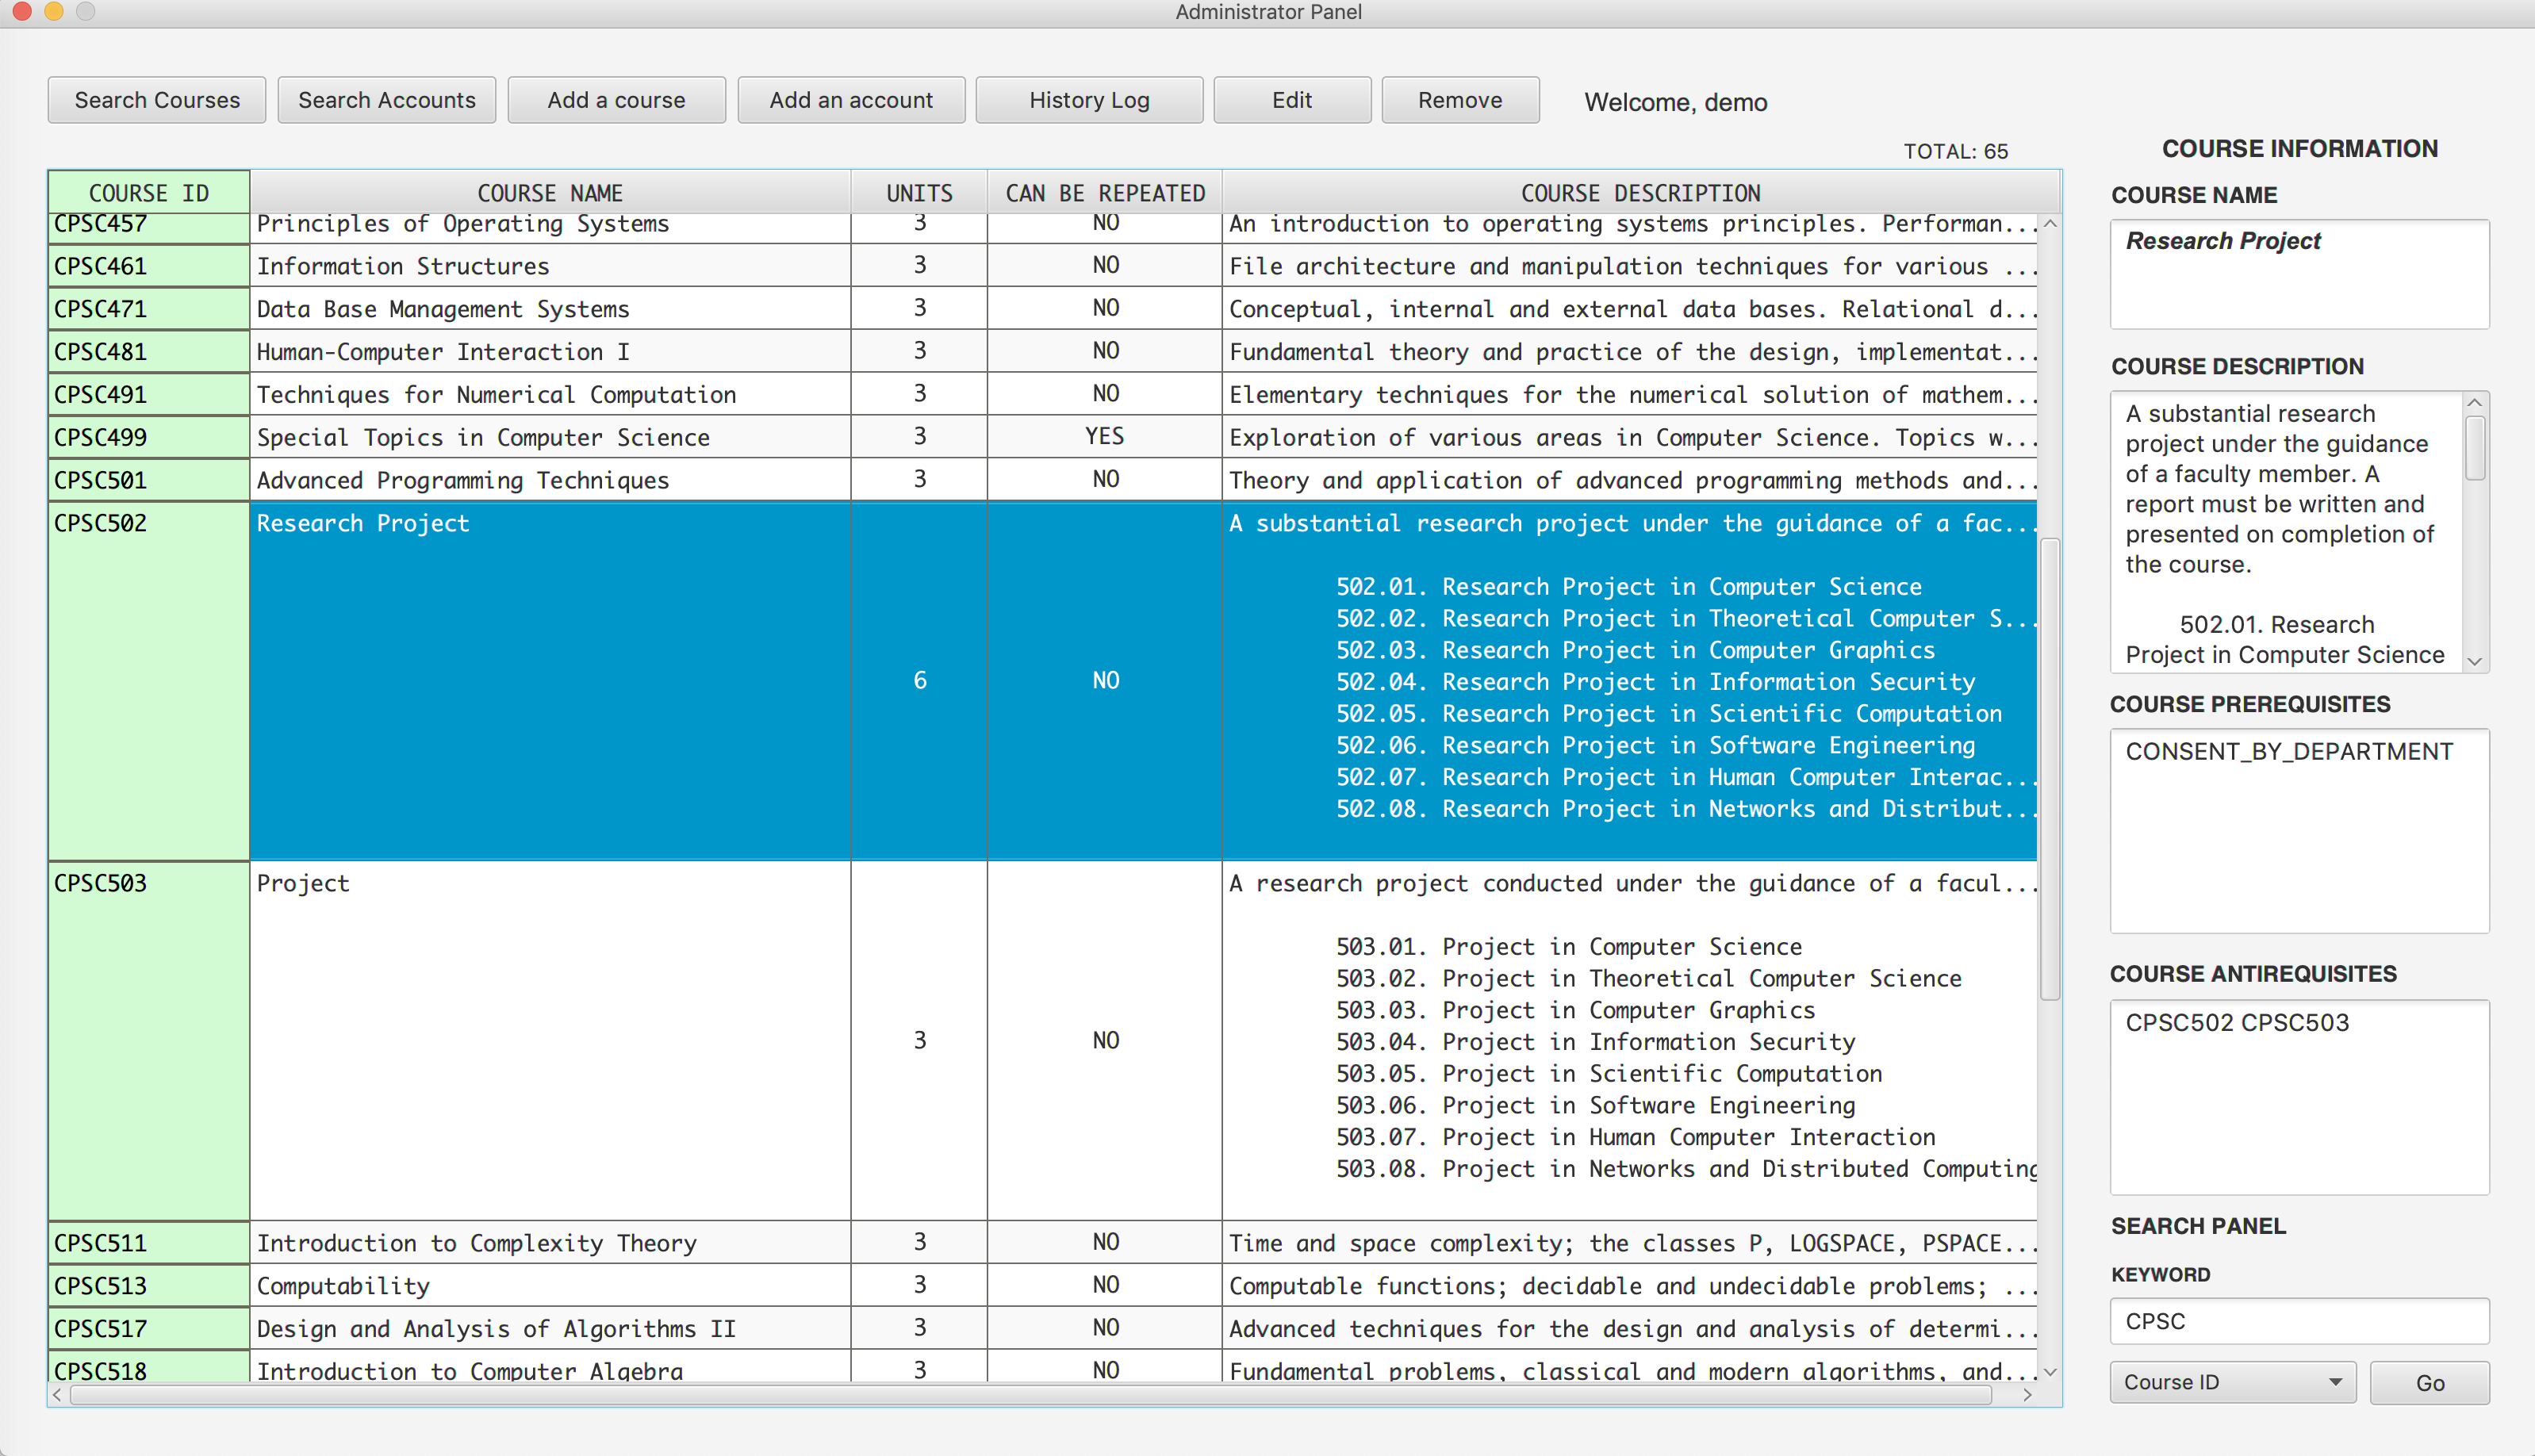 Administrator Panel
Search Courses Search Accounts Add a course Add an account History Log Edit Remove Welcome, demo
TOTAL: 65
COURSE ID COURSE NAME UNITS CAN BE REPEATED COURSE DESCRIPTION
CPSC457 Principles of Operating Systems 3 NO An introduction to operating systems principles. Performan...
CPSC461 Information Structures 3 NO File architecture and manipulation techniques for various ...
CPSC471 Data Base Management Systems 3 NO Conceptual, internal and external data bases. Relational d...
CPSC481 Human-Computer Interaction I 3 NO Fundamental theory and practice of the design, implementat...
CPSC491 Techniques for Numerical Computation 3 NO Elementary techniques for the numerical solution of mathem...
CPSC499 Special Topics in Computer Science 3 YES Exploration of various areas in Computer Science. Topics w...
CPSC501 Advanced Programming Techniques 3 NO Theory and application of advanced programming methods and...
CPSC502 Research Project 6 NO A substantial research project under the guidance of a fac...
502.01. Research Project in Computer Science
502.02. Research Project in Theoretical Computer S...
502.03. Research Project in Computer Graphics
502.04. Research Project in Information Security
502.05. Research Project in Scientific Computation
502.06. Research Project in Software Engineering
502.07. Research Project in Human Computer Interac...
502.08. Research Project in Networks and Distribut...
CPSC503 Project 3 NO A research project conducted under the guidance of a facul...
503.01. Project in Computer Science
503.02. Project in Theoretical Computer Science
503.03. Project in Computer Graphics
503.04. Project in Information Security
503.05. Project in Scientific Computation
503.06. Project in Software Engineering
503.07. Project in Human Computer Interaction
503.08. Project in Networks and Distributed Computing
CPSC511 Introduction to Complexity Theory 3 NO Time and space complexity; the classes P, LOGSPACE, PSPACE...
CPSC513 Computability 3 NO Computable functions; decidable and undecidable problems; ...
CPSC517 Design and Analysis of Algorithms II 3 NO Advanced techniques for the design and analysis of determi...
CPSC518 Introduction to Computer Algebra 3 NO Fundamental problems, classical and modern algorithms, and...
COURSE INFORMATION
COURSE NAME
Research Project
COURSE DESCRIPTION
A substantial research
project under the guidance
of a faculty member. A
report must be written and
presented on completion of
the course.
502.01. Research
Project in Computer Science
COURSE PREREQUISITES
CONSENT_BY_DEPARTMENT
COURSE ANTIREQUISITES
CPSC502 CPSC503
SEARCH PANEL
KEYWORD
CPSC
Course ID Go